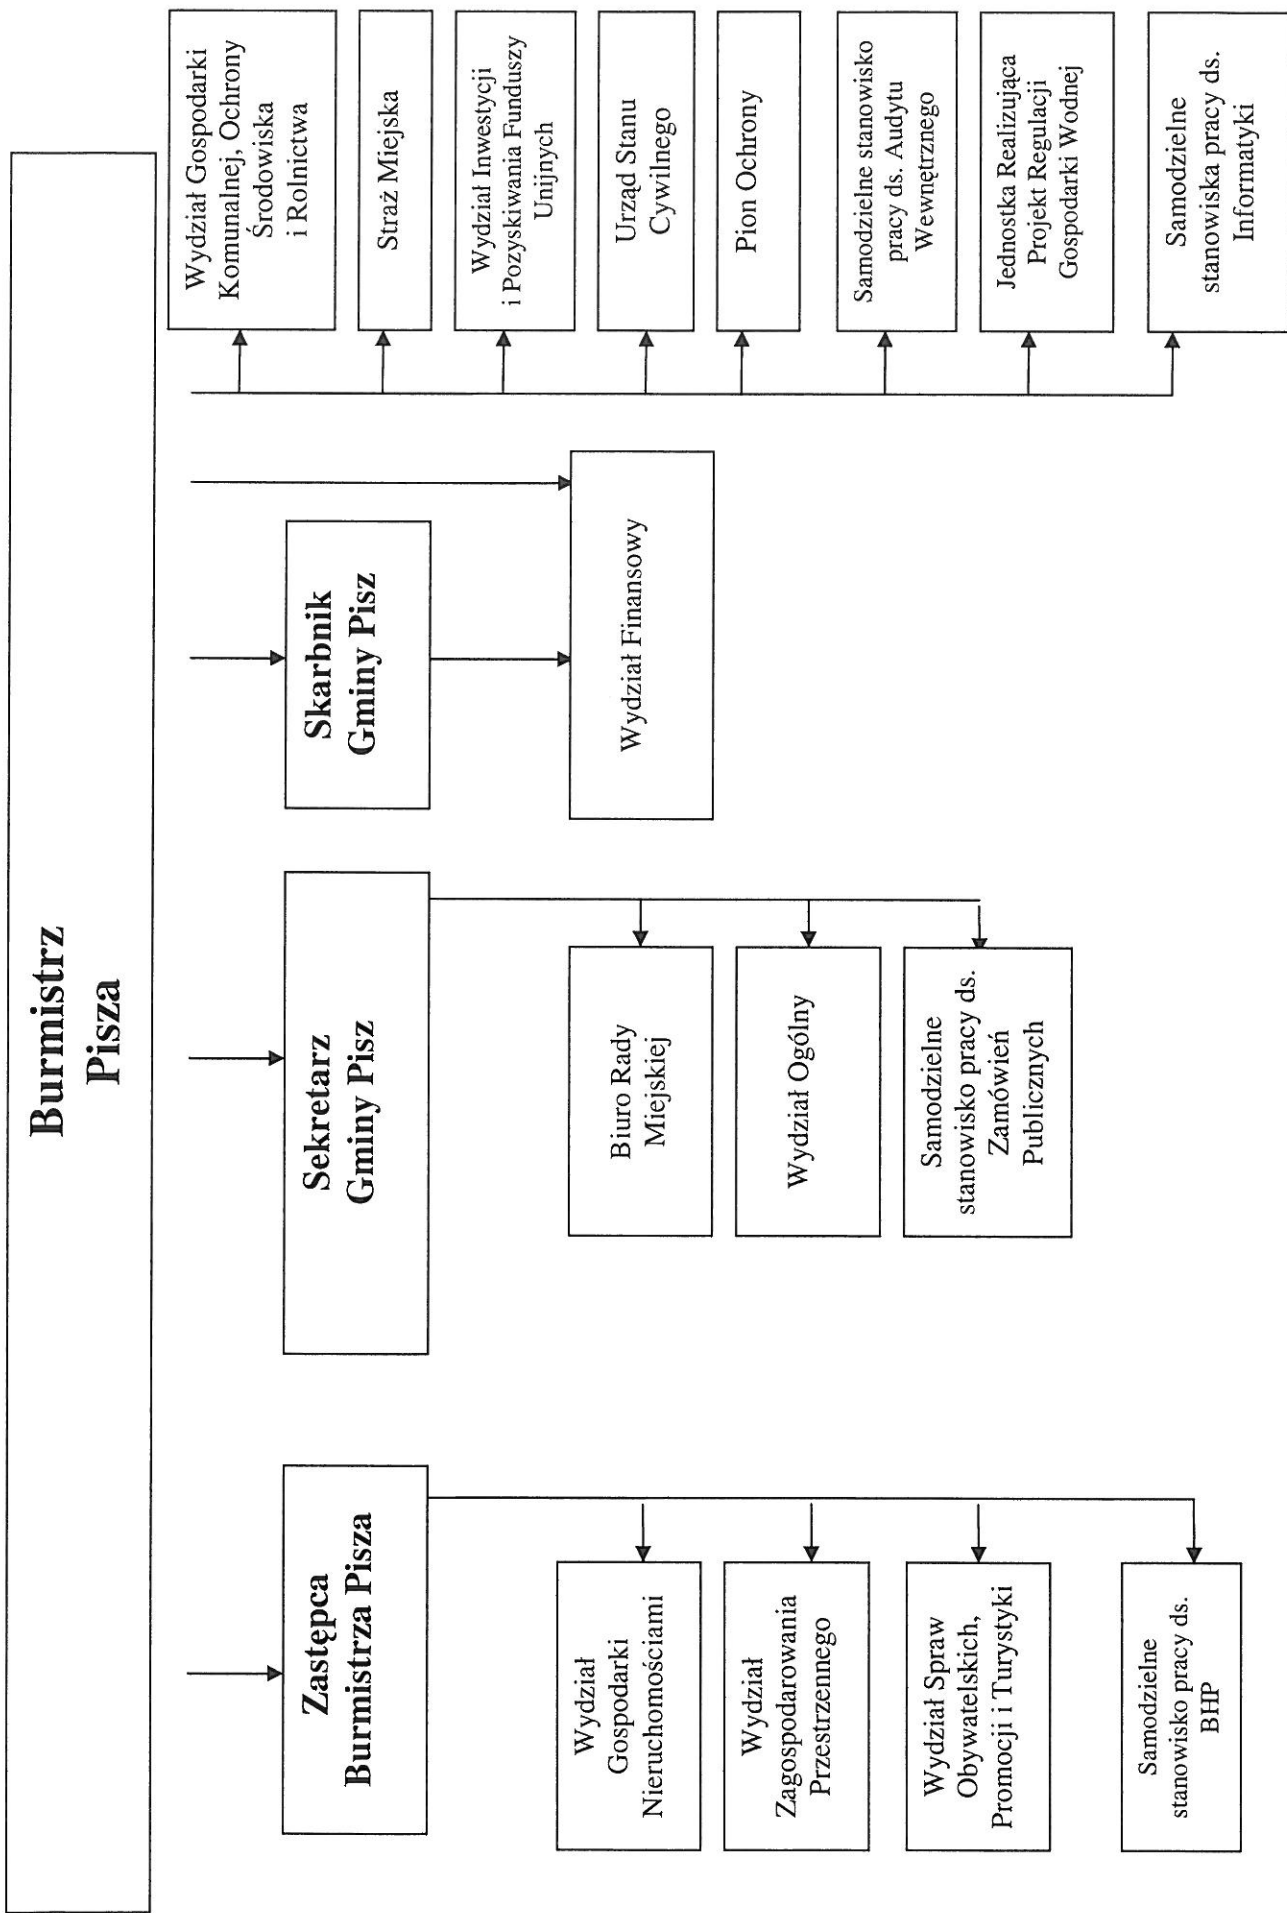 Burmistrz
Pisza
Zastępca
Burmistrza Pisza
Wydział
Gospodarki
Nieruchomościami
Wydział
Zagospodarowania
Przestrzennego
Wydział Spraw
Obywatelskich,
Promocji i Turystyki
Samodzielne
stanowisko pracy ds.
BHP
Sekretarz
Gminy Pisz
Biuro Rady
Miejskiej
Wydział Ogólny
Samodzielne
stanowisko pracy ds.
Zamówień
Publicznych
Skarbnik
Gminy Pisz
Wydział Finansowy
Wydział Gospodarki
Komunalnej, Ochrony
Środowiska
i Rolnictwa
Straż Miejska
Wydział Inwestycji
i Pozyskiwania Funduszy
Unijnych
Urząd Stanu
Cywilnego
Pion Ochrony
Samodzielne stanowisko
pracy ds. Audytu
Wewnętrznego
Jednostka Realizująca
Projekt Regulacji
Gospodarki Wodnej
Samodzielne
stanowiska pracy ds.
Informatyki